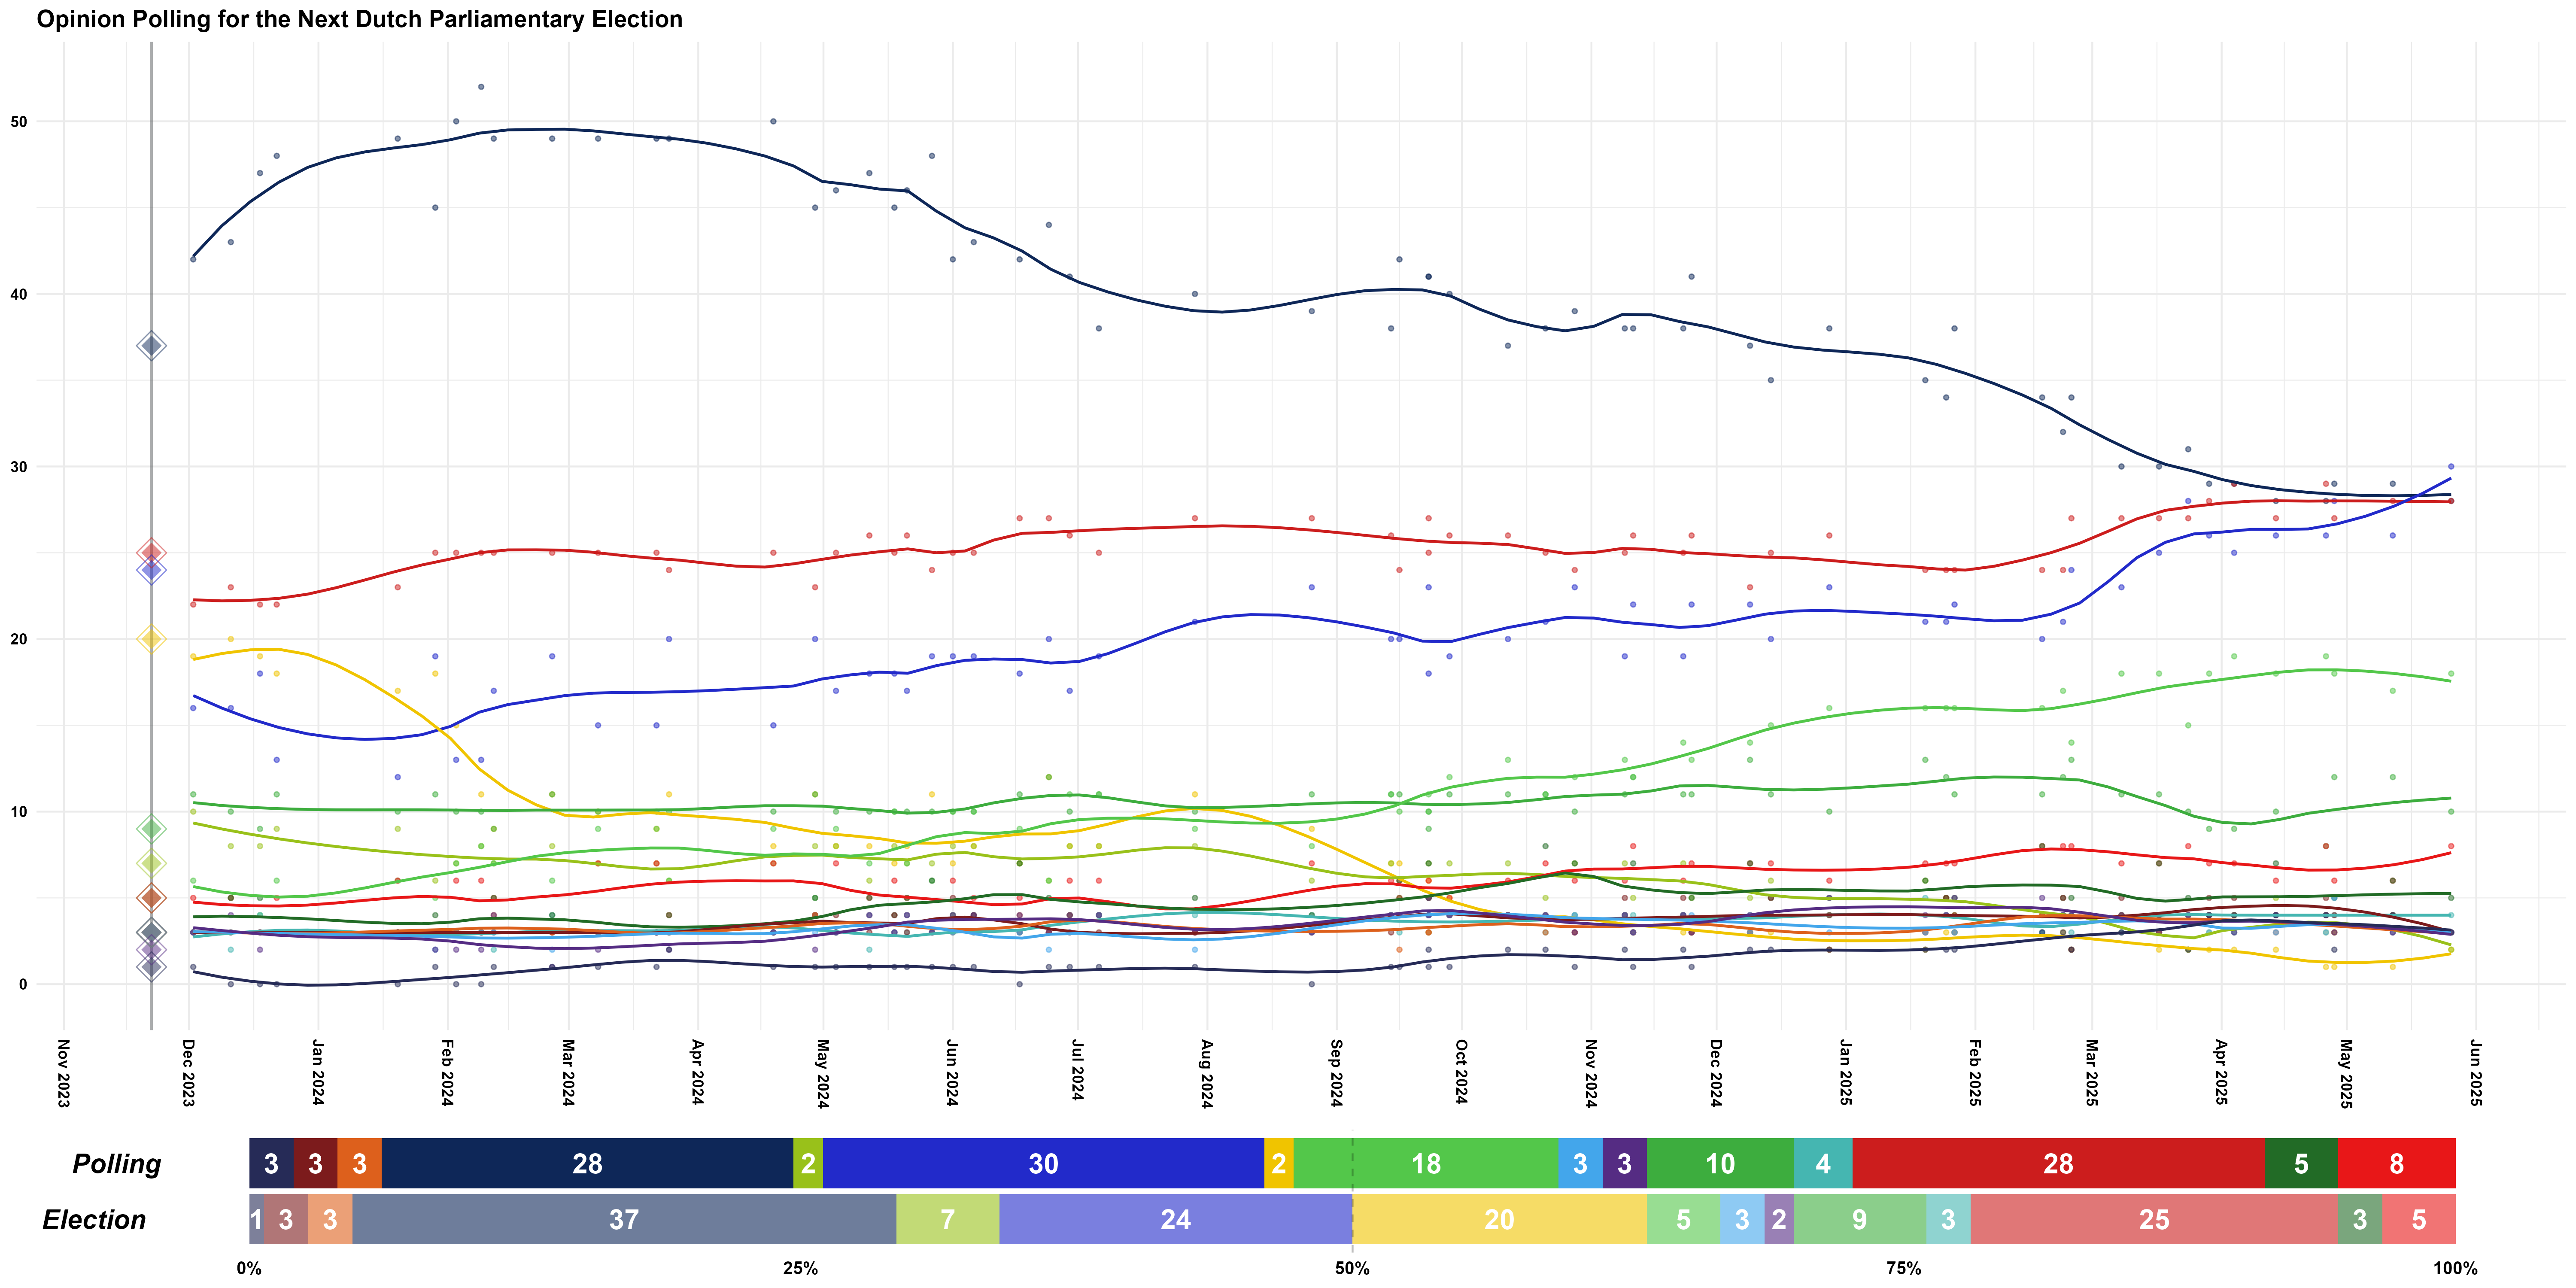 Opinion Polling for the Next Dutch Parliamentary Election
50
40
30
20
10
0
Nov 2023
Dec 2023
Jan 2024
Feb 2024
Mar 2024
Apr 2024
May 2024
Jun 2024
Jul 2024
Aug 2024
Sep 2024
Oct 2024
Nov 2024
Dec 2024
Jan 2025
Feb 2025
Mar 2025
Apr 2025
May 2025
Jun 2025
Polling 3 3 3 28 2 30 2 18 3 3 10 4 28 5 8
Election 1 3 3 37 7 24 20 5 3 2 9 3 25 3 5
0% 25% 50% 75% 100%